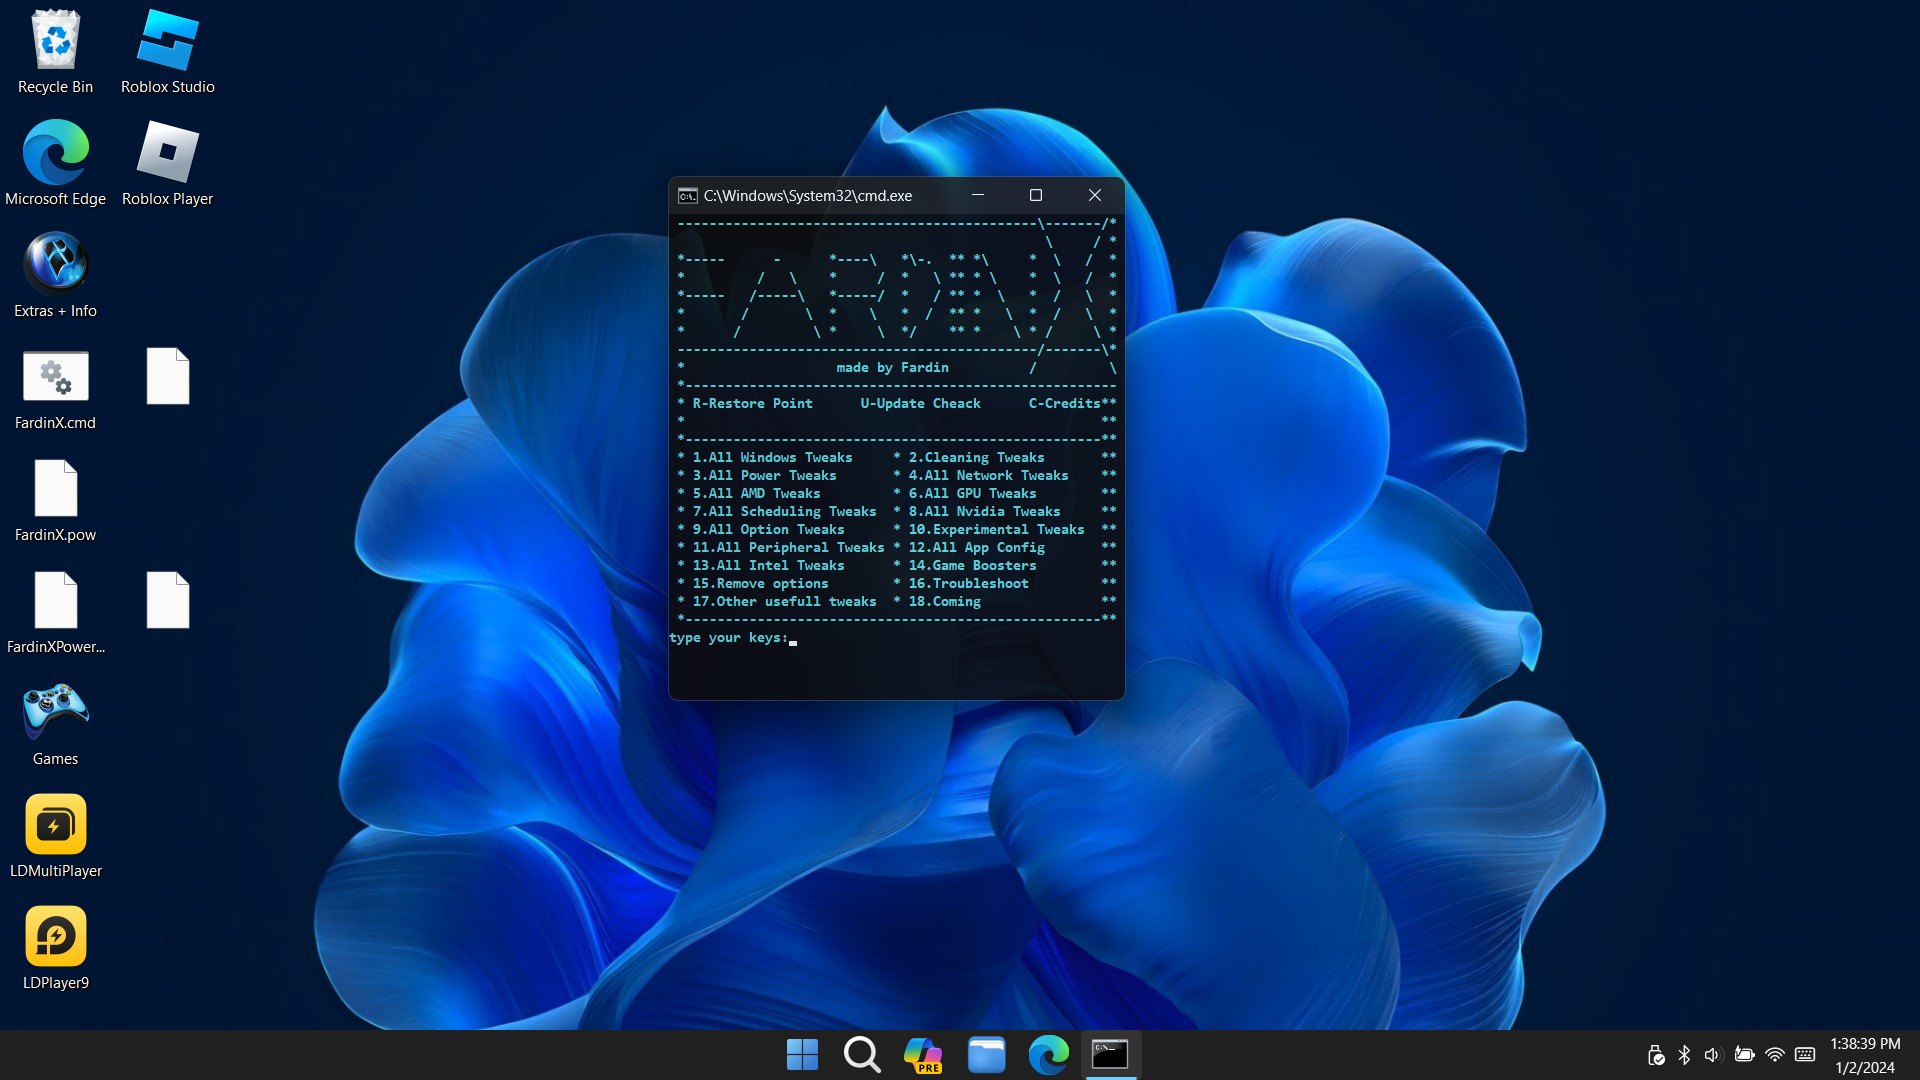 Recycle Bin
Roblox Studio
Microsoft Edge
Roblox Player
Extras + Info
FardinX.cmd
FardinX.pow
FardinXPower...
Games
LDMultiPlayer
LDPlayer9
C:\Windows\System32\cmd.exe
made by Fardin
* R-Restore Point U-Update Cheack C-Credits**
* 1.All Windows Tweaks * 2.Cleaning Tweaks **
* 3.All Power Tweaks * 4.All Network Tweaks **
* 5.All AMD Tweaks * 6.All GPU Tweaks **
* 7.All Scheduling Tweaks * 8.All Nvidia Tweaks **
* 9.All Option Tweaks * 10.Experimental Tweaks **
* 11.All Peripheral Tweaks * 12.All App Config **
* 13.All Intel Tweaks * 14.Game Boosters **
* 15.Remove options * 16.Troubleshoot **
* 17.Other usefull tweaks * 18.Coming **
type your keys:
PRE
1:38:39 PM
1/2/2024